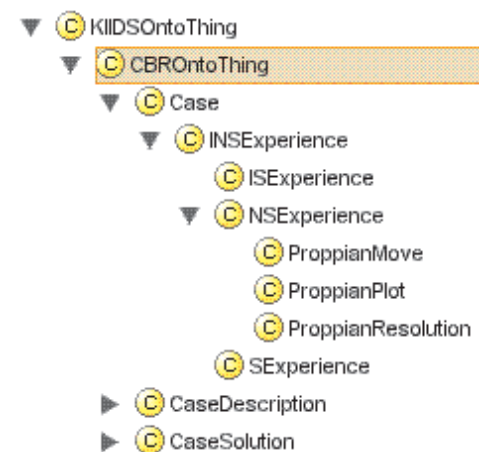 C KIIDSOntoThing
C CBROntoThing
C Case
C INSExperience
C ISExperience
C NSExperience
C ProppianMove
C ProppianPlot
C ProppianResolution
C SExperience
C CaseDescription
C CaseSolution